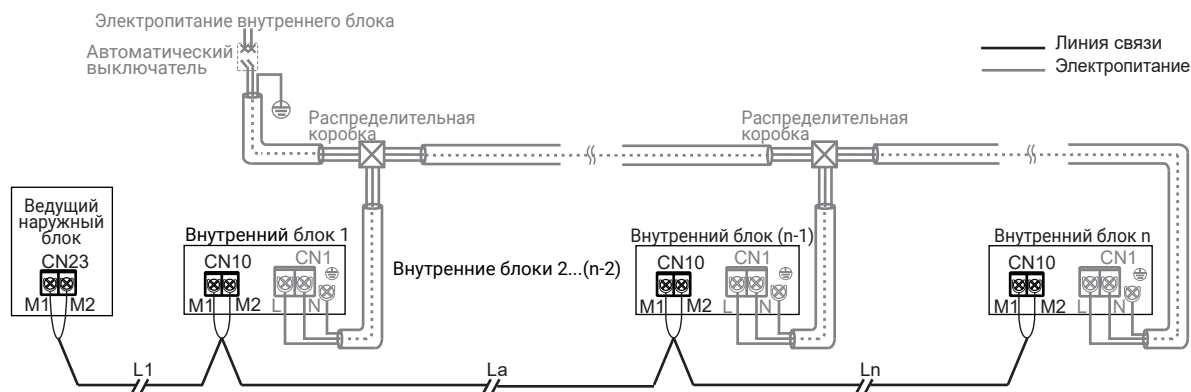 Электропитание внутреннего блока
Автоматический
выключатель
Линия связи
Электропитание
Распределительная
коробка
Распределительная
коробка
Ведущий
наружный
блок
CN23
M1 M2
Внутренний блок 1
CN10 CN1
M1 M2 L N
Внутренние блоки 2...(n-2)
Внутренний блок (n-1)
CN10 CN1
M1 M2 L N
Внутренний блок n
CN10 CN1
M1 M2 L N
L1 La Ln